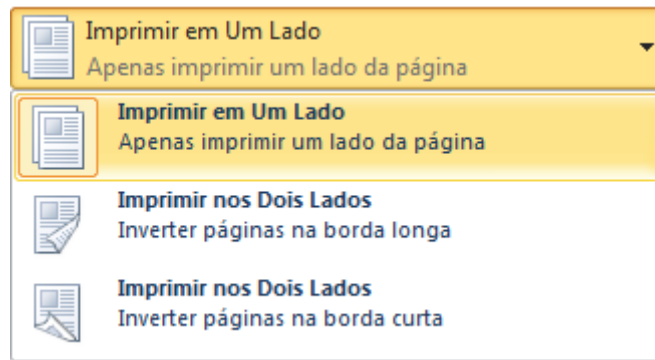 Imprimir em Um Lado
Apenas imprimir um lado da página
Imprimir em Um Lado
Apenas imprimir um lado da página
Imprimir nos Dois Lados
Inverter páginas na borda longa
Imprimir nos Dois Lados
Inverter páginas na borda curta